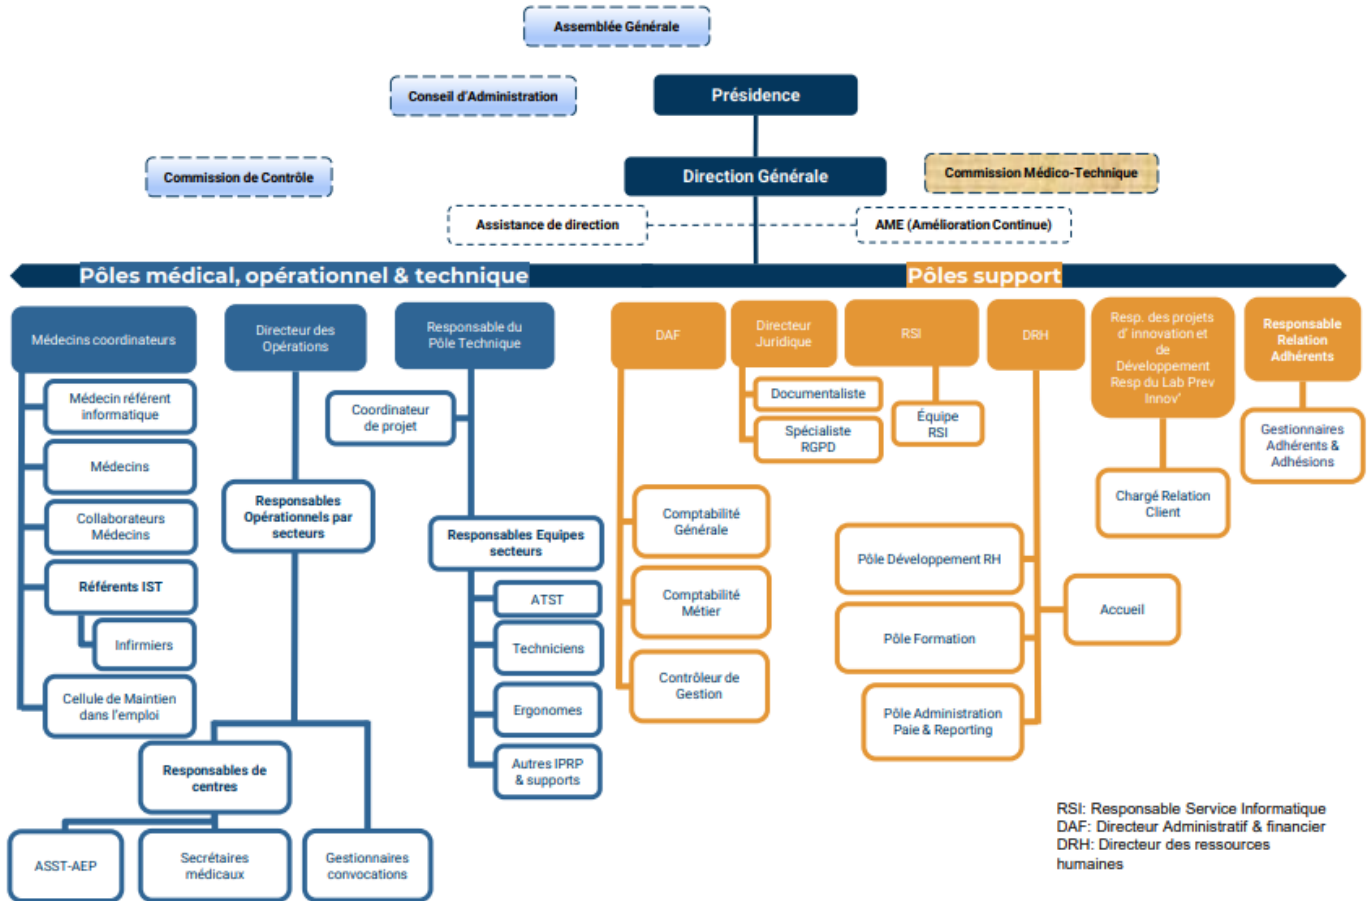 Assemblée Générale
Conseil d'Administration
Présidence
Commission de Contrôle
Direction Générale
Commission Médico-Technique
Assistance de direction
AME (Amélioration Continue)
Pôles médical, opérationnel & technique
Pôles support
Médecins coordinateurs
Médecin référent
informatique
Médecins
Collaborateurs
Médecins
Référents IST
Infirmiers
Cellule de Maintien
dans l'emploi
Directeur des
Opérations
Responsables
Opérationnels par
secteurs
Responsables de
centres
ASST-AEP
Secrétaires
médicaux
Gestionnaires
convocations
Responsable du
Pôle Technique
Coordinateur
de projet
Responsables Equipes
secteurs
ATST
Techniciens
Ergonomes
Autres IPRP
& supports
DAF
Comptabilité
Générale
Comptabilité
Métier
Contrôleur de
Gestion
Directeur
Juridique
Documentaliste
Spécialiste
RGPD
RSI
Équipe
RSI
DRH
Pôle Développement RH
Pôle Formation
Pôle Administration
Paie & Reporting
Accueil
Resp. des projets
d' innovation et
de
Développement
Resp du Lab Prev
Innov'
Chargé Relation
Client
Responsable
Relation
Adhérents
Gestionnaires
Adhérents &
Adhésions
RSI: Responsable Service Informatique
DAF: Directeur Administratif & financier
DRH: Directeur des ressources
humaines